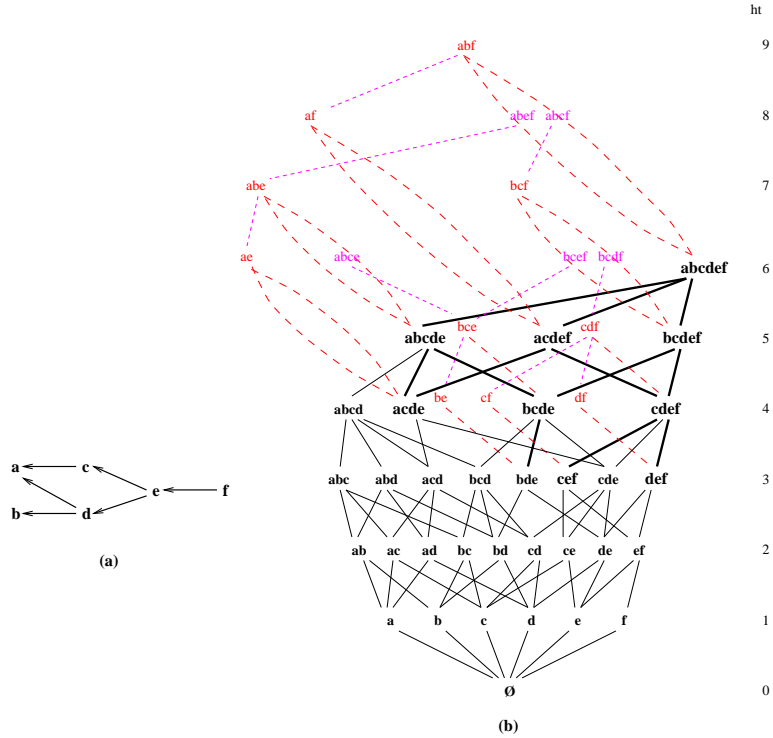 ht
abf 9
af abef abcf 8
abe bcf 7
ae abce bcef bcdf abcdef 6
abcde bce acdef cdf bcdef 5
abcd acde be cf bcde df cdef 4
a c
abc abd acd bcd bde cef cde def 3
e f
b d
ab ac ad bc bd cd ce de ef 2
(a)
a b c d e f 1
Ø 0
(b)